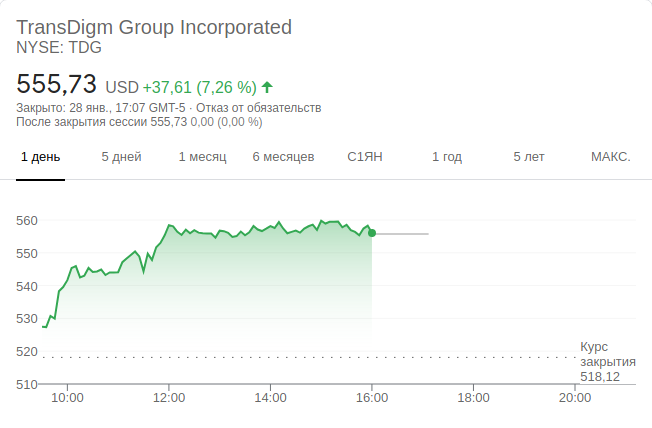 TransDigm Group Incorporated
NYSE: TDG
555,73 USD +37,61 (7,26 %)
Закрыто: 28 янв., 17:07 GMT-5 · Отказ от обязательств
После закрытия сессии 555,73 0,00 (0,00 %)
1 день 5 дней 1 месяц 6 месяцев С1ЯН 1 год 5 лет МАКС.
560
550
540
530
520
510
Курс
закрытия
518,12
10:00 12:00 14:00 16:00 18:00 20:00